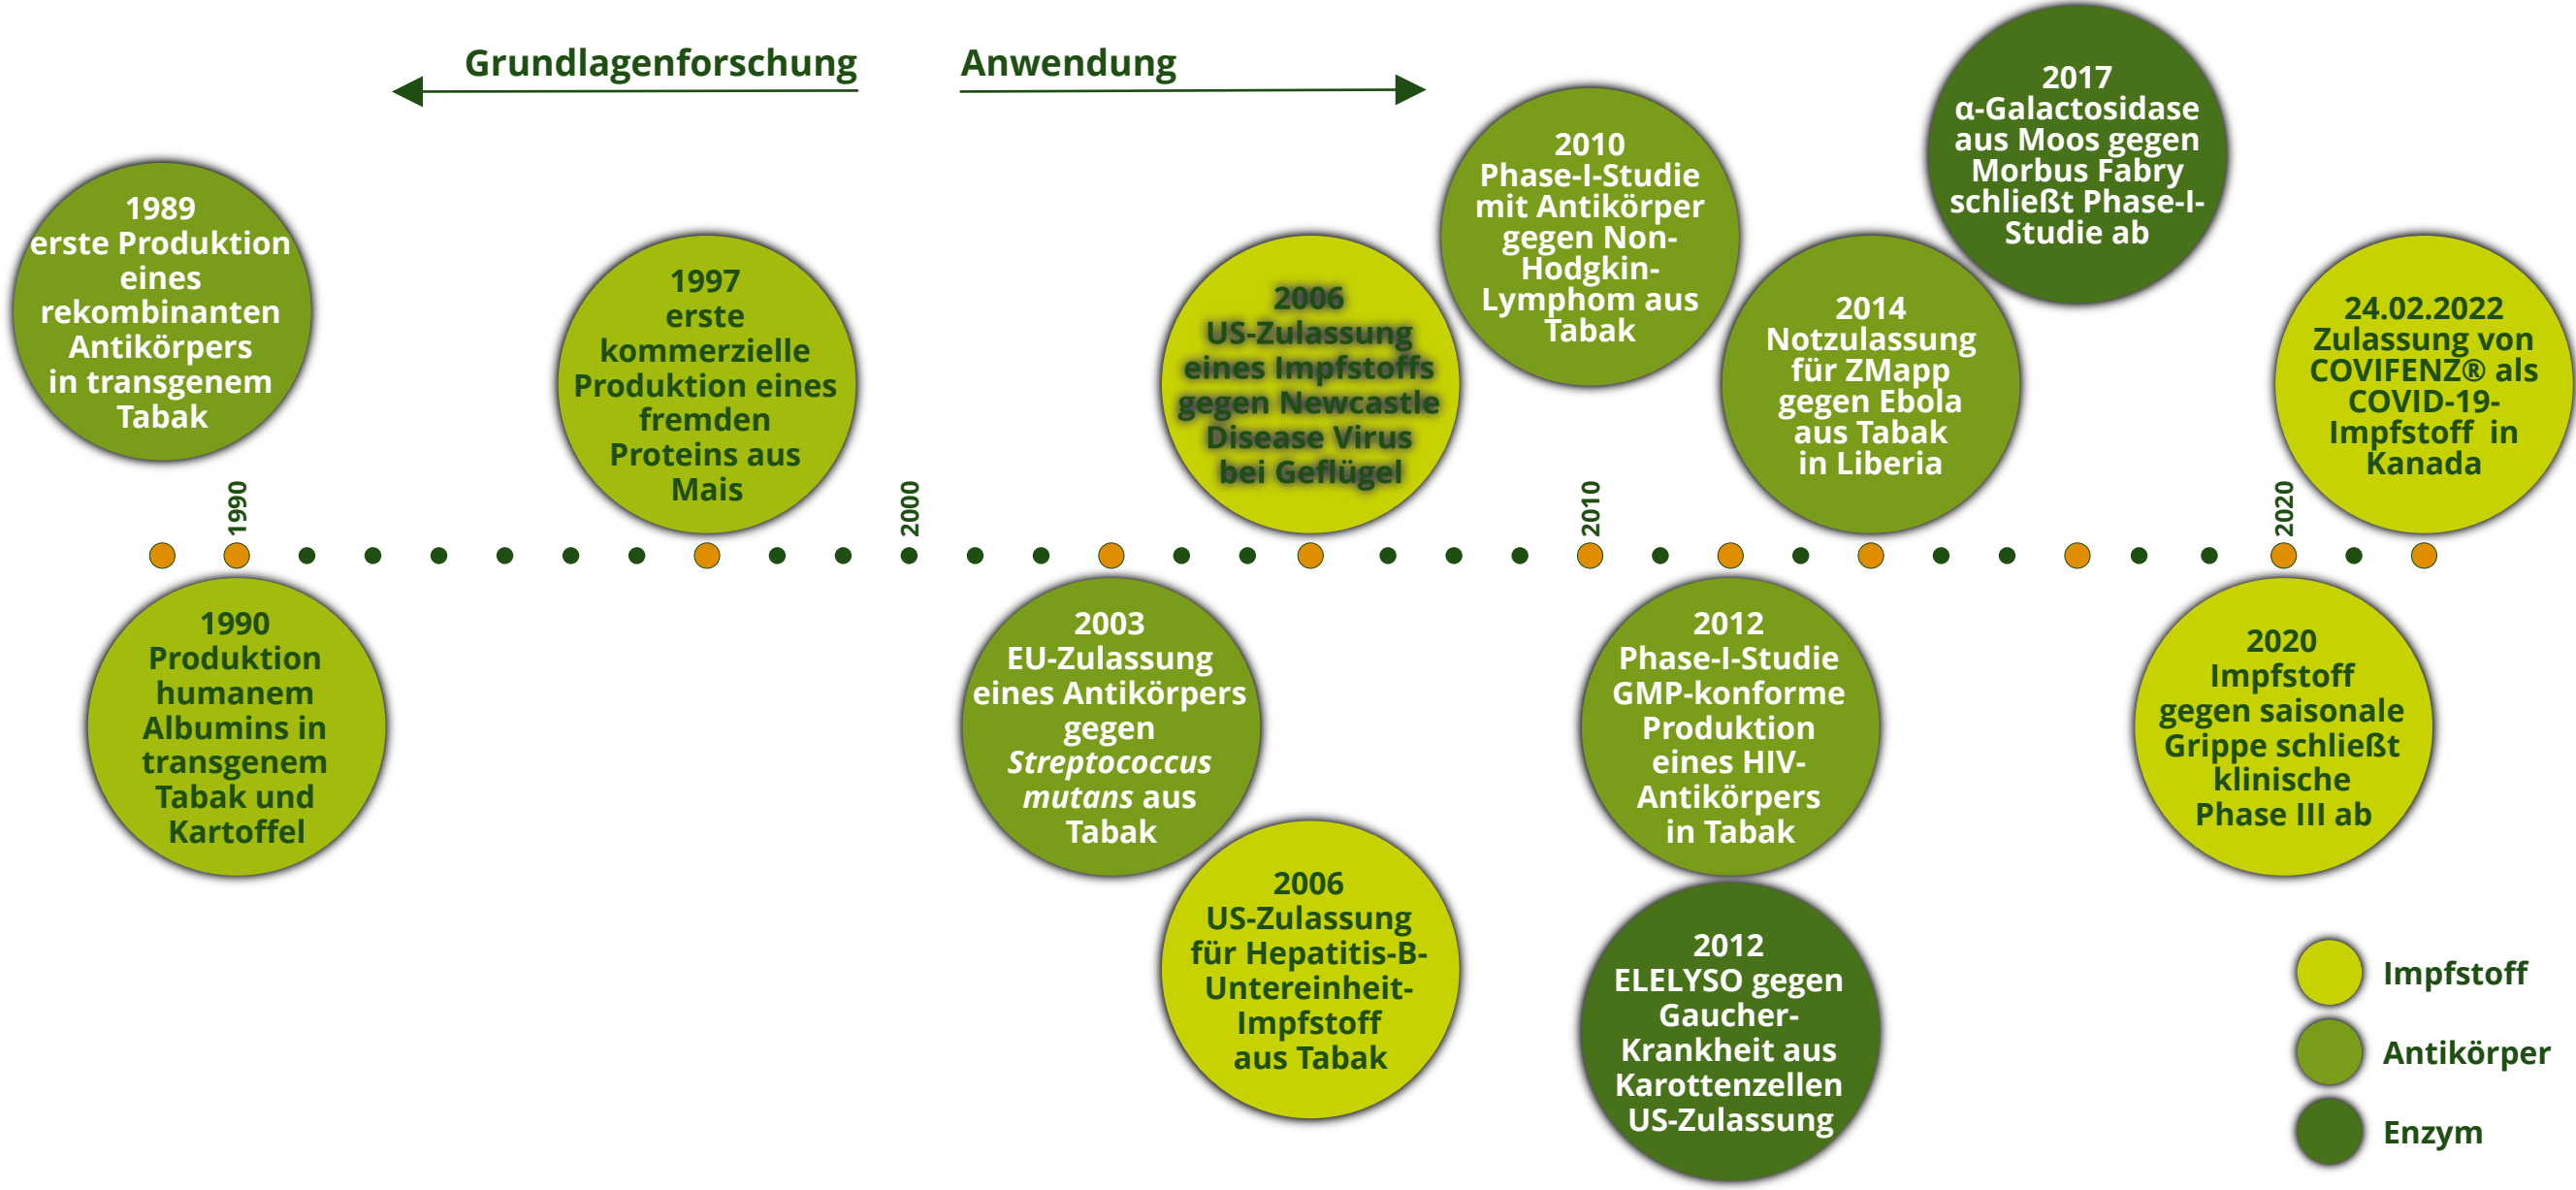 Grundlagenforschung
Anwendung
1989
erste Produktion
eines
rekombinanten
Antikörpers
in transgenem
Tabak
1997
erste
kommerzielle
Produktion eines
fremden
Proteins aus
Mais
2006
US-Zulassung
eines Impfstoffs
gegen Newcastle
Disease Virus
bei Geflügel
2010
Phase-I-Studie
mit Antikörper
gegen Non-
Hodgkin-
Lymphom aus
Tabak
2014
Notzulassung
für ZMapp
gegen Ebola
aus Tabak
in Liberia
2017
α-Galactosidase
aus Moos gegen
Morbus Fabry
schließt Phase-I-
Studie ab
24.02.2022
Zulassung von
COVIFENZ® als
COVID-19-
Impfstoff in
Kanada
1990
2000
2010
2020
1990
Produktion
humanem
Albumins in
transgenem
Tabak und
Kartoffel
2003
EU-Zulassung
eines Antikörpers
gegen
Streptococcus
mutans aus
Tabak
2006
US-Zulassung
für Hepatitis-B-
Untereinheit-
Impfstoff
aus Tabak
2012
Phase-I-Studie
GMP-konforme
Produktion
eines HIV-
Antikörpers
in Tabak
2012
ELELYSO gegen
Gaucher-
Krankheit aus
Karottenzellen
US-Zulassung
2020
Impfstoff
gegen saisonale
Grippe schließt
klinische
Phase III ab
Impfstoff
Antikörper
Enzym